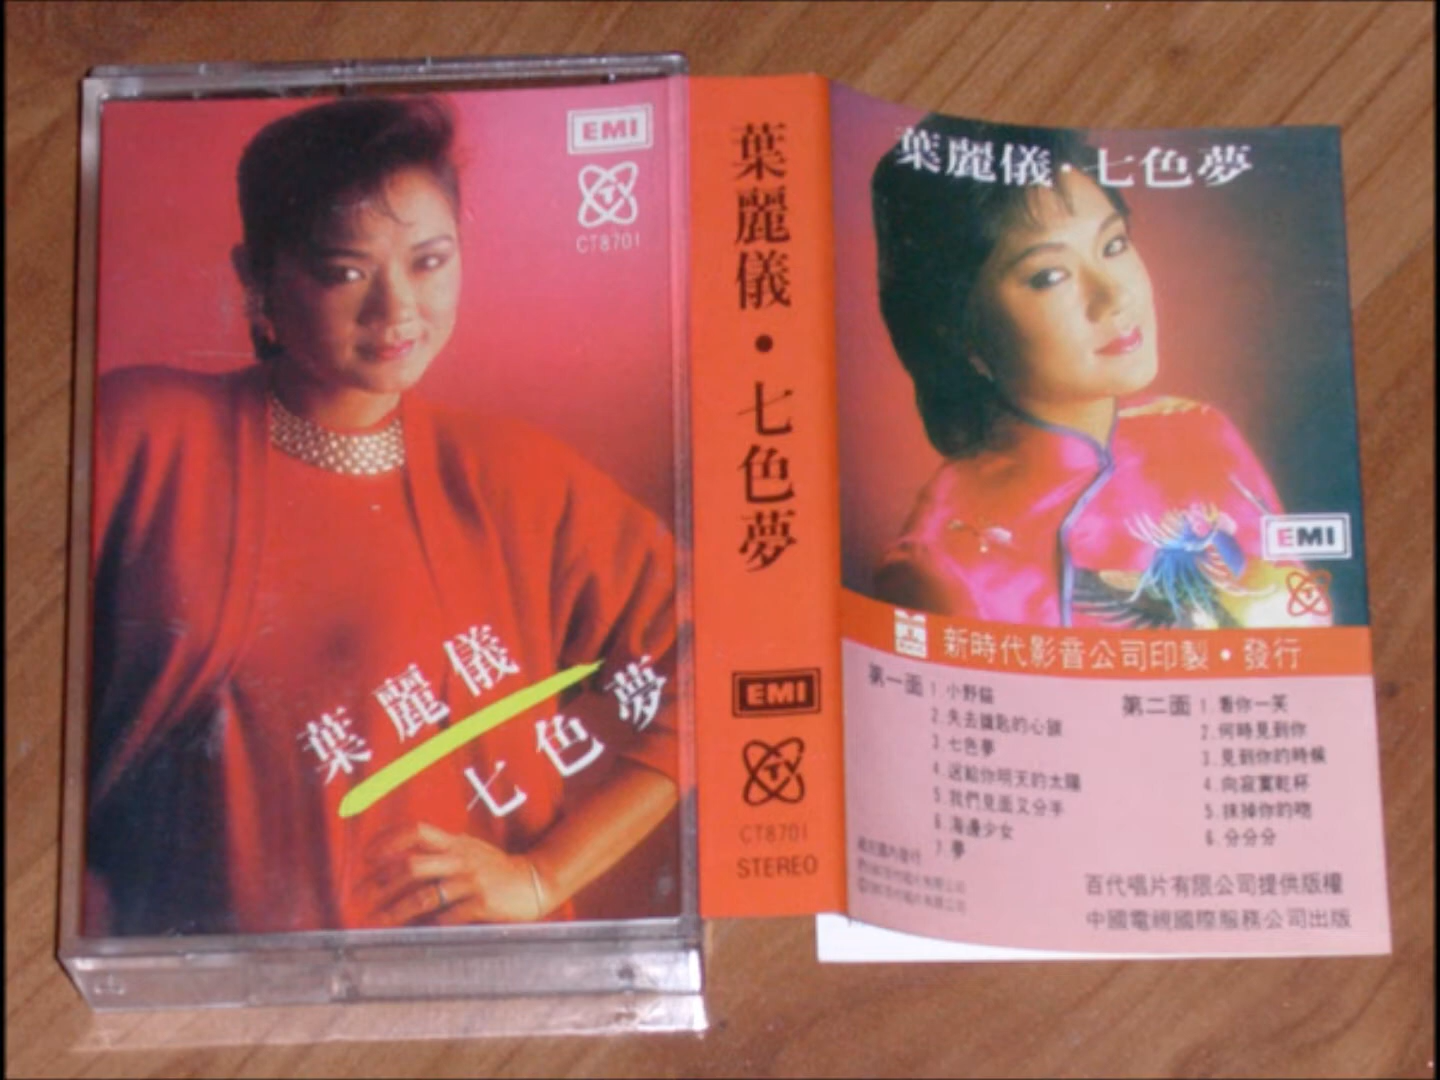 EMI
CT8701
葉麗儀
七色夢
葉麗儀・七色夢
EMI
CT8701
STEREO
葉麗儀・七色夢
EMI
新時代影音公司印製・發行
第一面
1. 小野貓
2. 失去鑰匙的心鎖
3. 七色夢
4. 送給你明天的太陽
5. 我們見面又分手
6. 海邊少女
7. 夢
第二面
1. 看你一笑
2. 何時見到你
3. 見到你的時候
4. 向寂寞乾杯
5. 抹掉你的吻
6. 分分分
百代唱片有限公司提供版權
中國電視國際服務公司出版